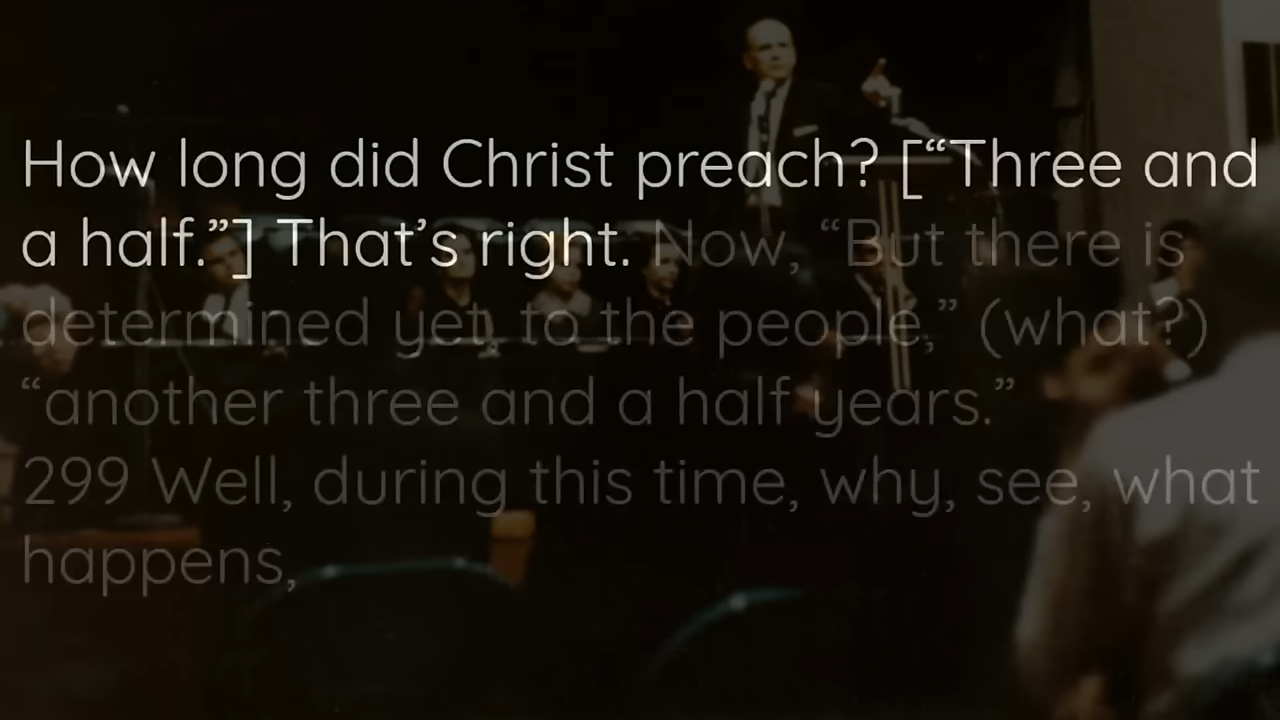 How long did Christ preach? [“Three and
a half.”] That’s right. Now, “But there is
determined yet, to the people,” (what?)
“another three and a half years.”
299 Well, during this time, why, see, what
happens,